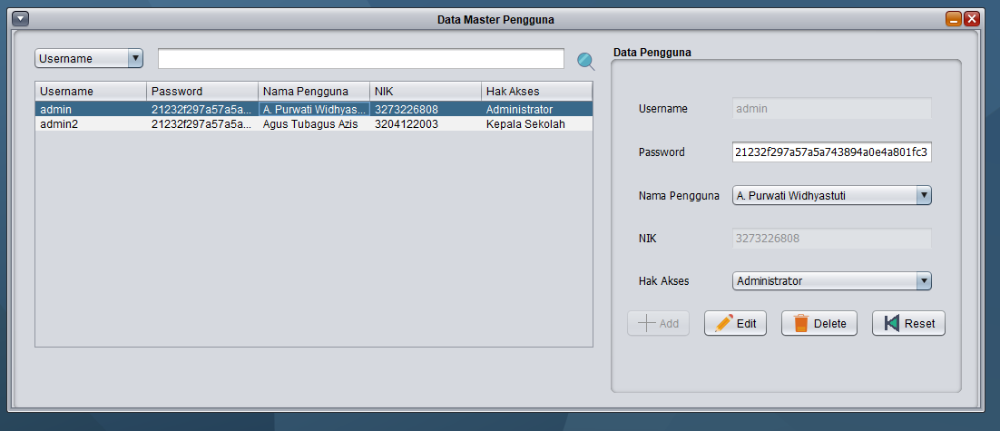 Data Master Pengguna
Username
Data Pengguna
Username Password Nama Pengguna NIK Hak Akses
admin 21232f297a57a5a... A. Purwati Widhyas... 3273226808 Administrator
admin2 21232f297a57a5a... Agus Tubagus Azis 3204122003 Kepala Sekolah
Username admin
Password 21232f297a57a5a743894a0e4a801fc3
Nama Pengguna A. Purwati Widhyastuti
NIK 3273226808
Hak Akses Administrator
Add Edit Delete Reset